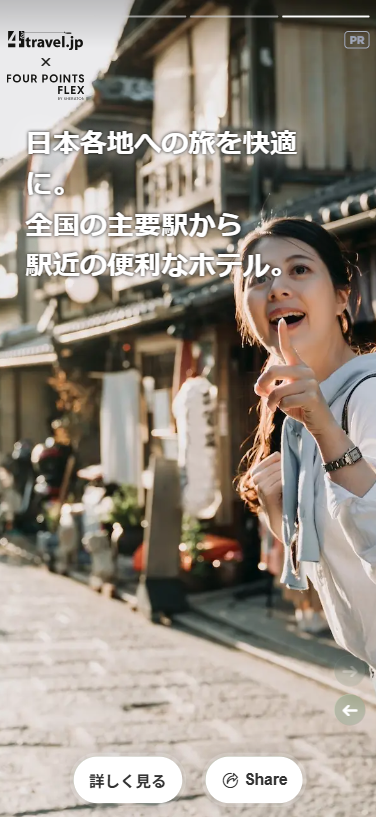 4travel.jp
PR
×
FOUR POINTS
FLEX
BY SHERATON
日本各地への旅を快適
に。
全国の主要駅から
駅近の便利なホテル。
詳しく見る
Share